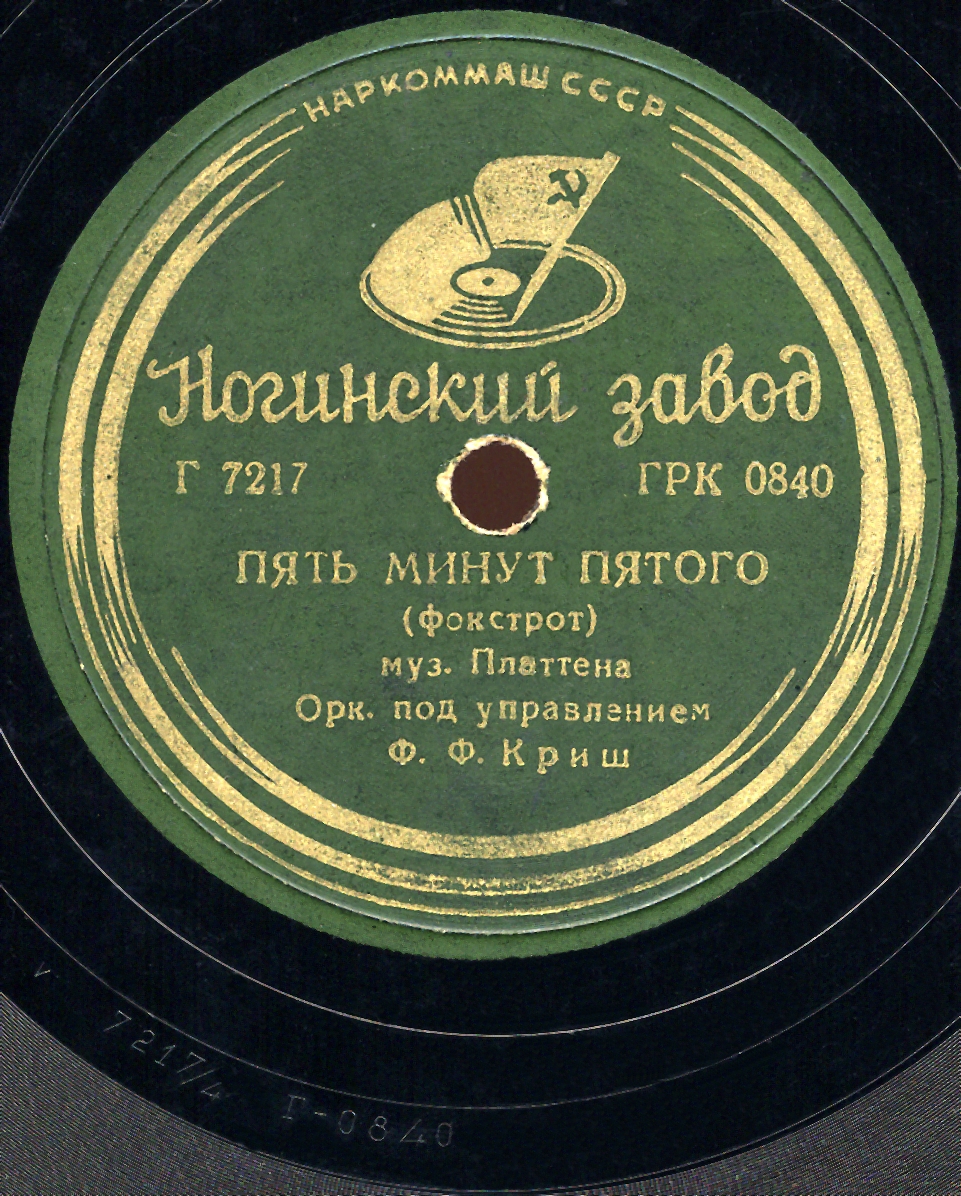 НАРКОММАШ СССР
Ногинский завод
Г 7217 ГРК 0840
ПЯТЬ МИНУТ ПЯТОГО
(фокстрот)
муз. Платтена
Орк. под управлением
Ф. Ф. Криш
7217/4 Г-0840